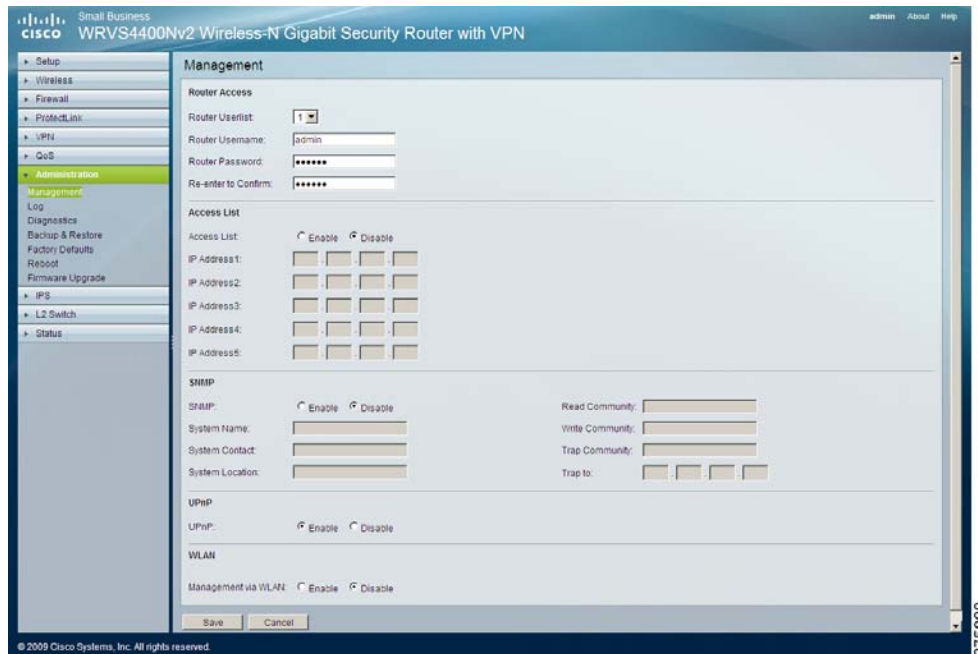 Small Business
cisco WRVS4400Nv2 Wireless-N Gigabit Security Router with VPN
admin About Help
Setup
Wireless
Firewall
ProtectLink
VPN
QoS
Administration
Management
Log
Diagnostics
Backup & Restore
Factory Defaults
Reboot
Firmware Upgrade
IPS
L2 Switch
Status
Management
Router Access
Router Userlist: 1
Router Username: admin
Router Password: ••••••
Re-enter to Confirm: ••••••
Access List
Access List: Enable Disable
IP Address1: . . .
IP Address2: . . .
IP Address3: . . .
IP Address4: . . .
IP Address5: . . .
SNMP
SNMP: Enable Disable
Read Community:
System Name:
Write Community:
System Contact:
Trap Community:
System Location:
Trap to: . . .
UPnP
UPnP: Enable Disable
WLAN
Management via WLAN: Enable Disable
Save Cancel
© 2009 Cisco Systems, Inc. All rights reserved.